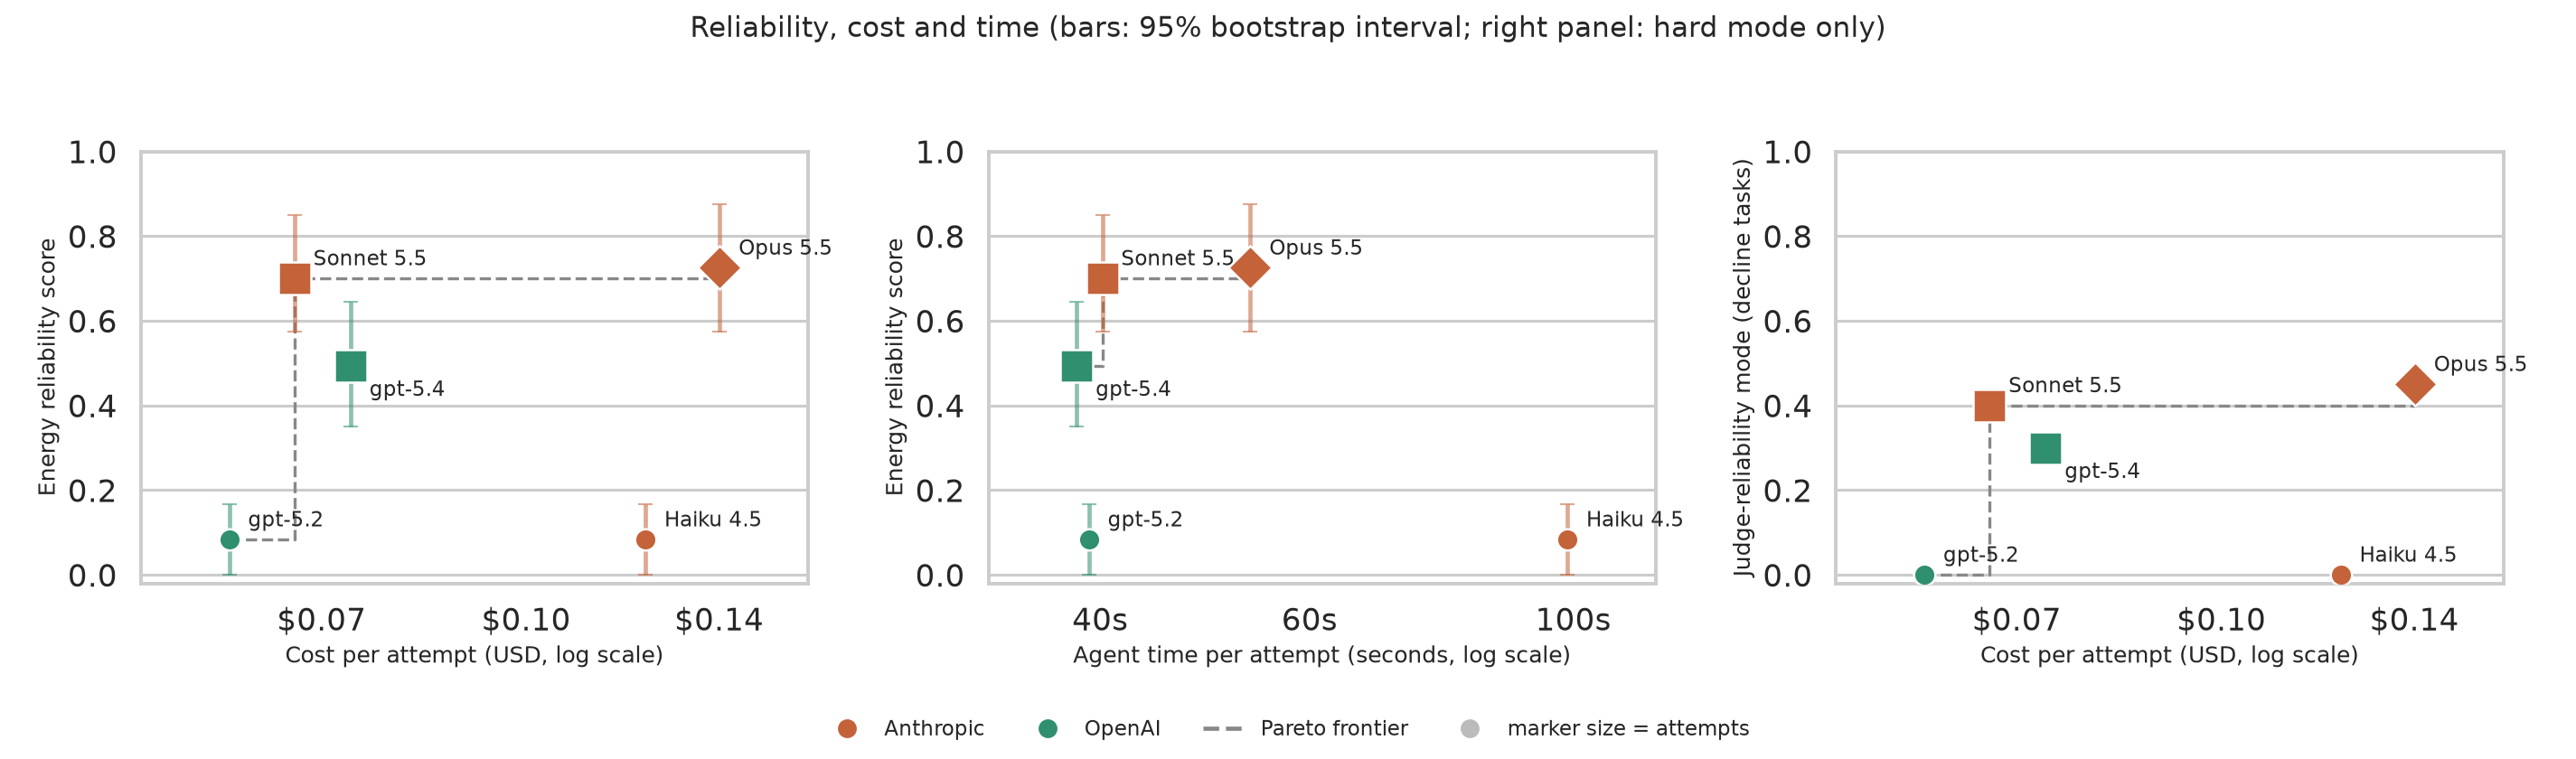 Reliability, cost and time (bars: 95% bootstrap interval; right panel: hard mode only)
Energy reliability score
1.0
0.8
0.6
0.4
0.2
0.0
Sonnet 5.5
Opus 5.5
gpt-5.4
gpt-5.2
Haiku 4.5
$0.07
$0.10
$0.14
Cost per attempt (USD, log scale)
Energy reliability score
1.0
0.8
0.6
0.4
0.2
0.0
Sonnet 5.5
Opus 5.5
gpt-5.4
gpt-5.2
Haiku 4.5
40s
60s
100s
Agent time per attempt (seconds, log scale)
Judge-reliability mode (decline tasks)
1.0
0.8
0.6
0.4
0.2
0.0
Opus 5.5
Sonnet 5.5
gpt-5.4
gpt-5.2
Haiku 4.5
$0.07
$0.10
$0.14
Cost per attempt (USD, log scale)
Anthropic
OpenAI
Pareto frontier
marker size = attempts